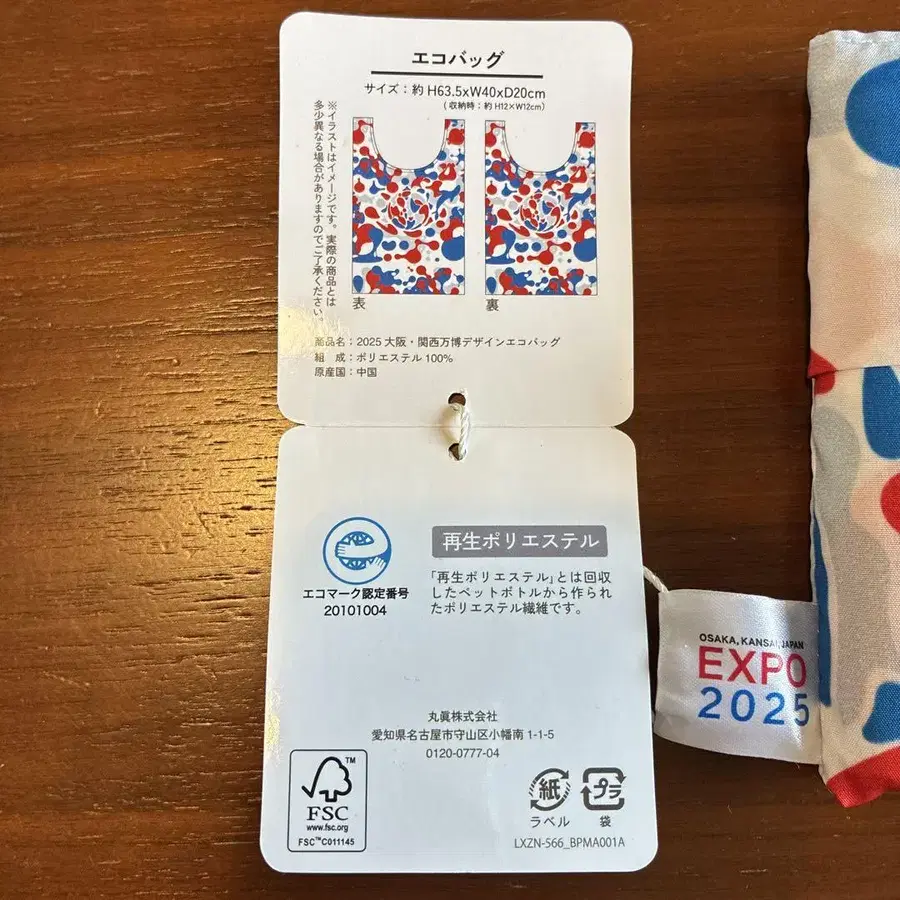 エコバッグ
サイズ：約 H63.5xW40xD20cm
（収納時：約 H12×W12cm）
※イラストはイメージです。実際の商品とは
多少異なる場合がありますのでご了承ください。
表
裏
商品名：2025 大阪・関西万博デザインエコバッグ
組　成：ポリエステル 100%
原産国：中国
エコマーク認定番号
20101004
再生ポリエステル
「再生ポリエステル」とは回収
したペットボトルから作られ
たポリエステル繊維です。
丸眞株式会社
愛知県名古屋市守山区小幡南 1-1-5
0120-0777-04
TM
FSC
www.fsc.org
FSC™C011145
紙
ラベル
プラ
袋
LXZN-566_BPMA001A
OSAKA, KANSAI, JAPAN
EXPO
2025